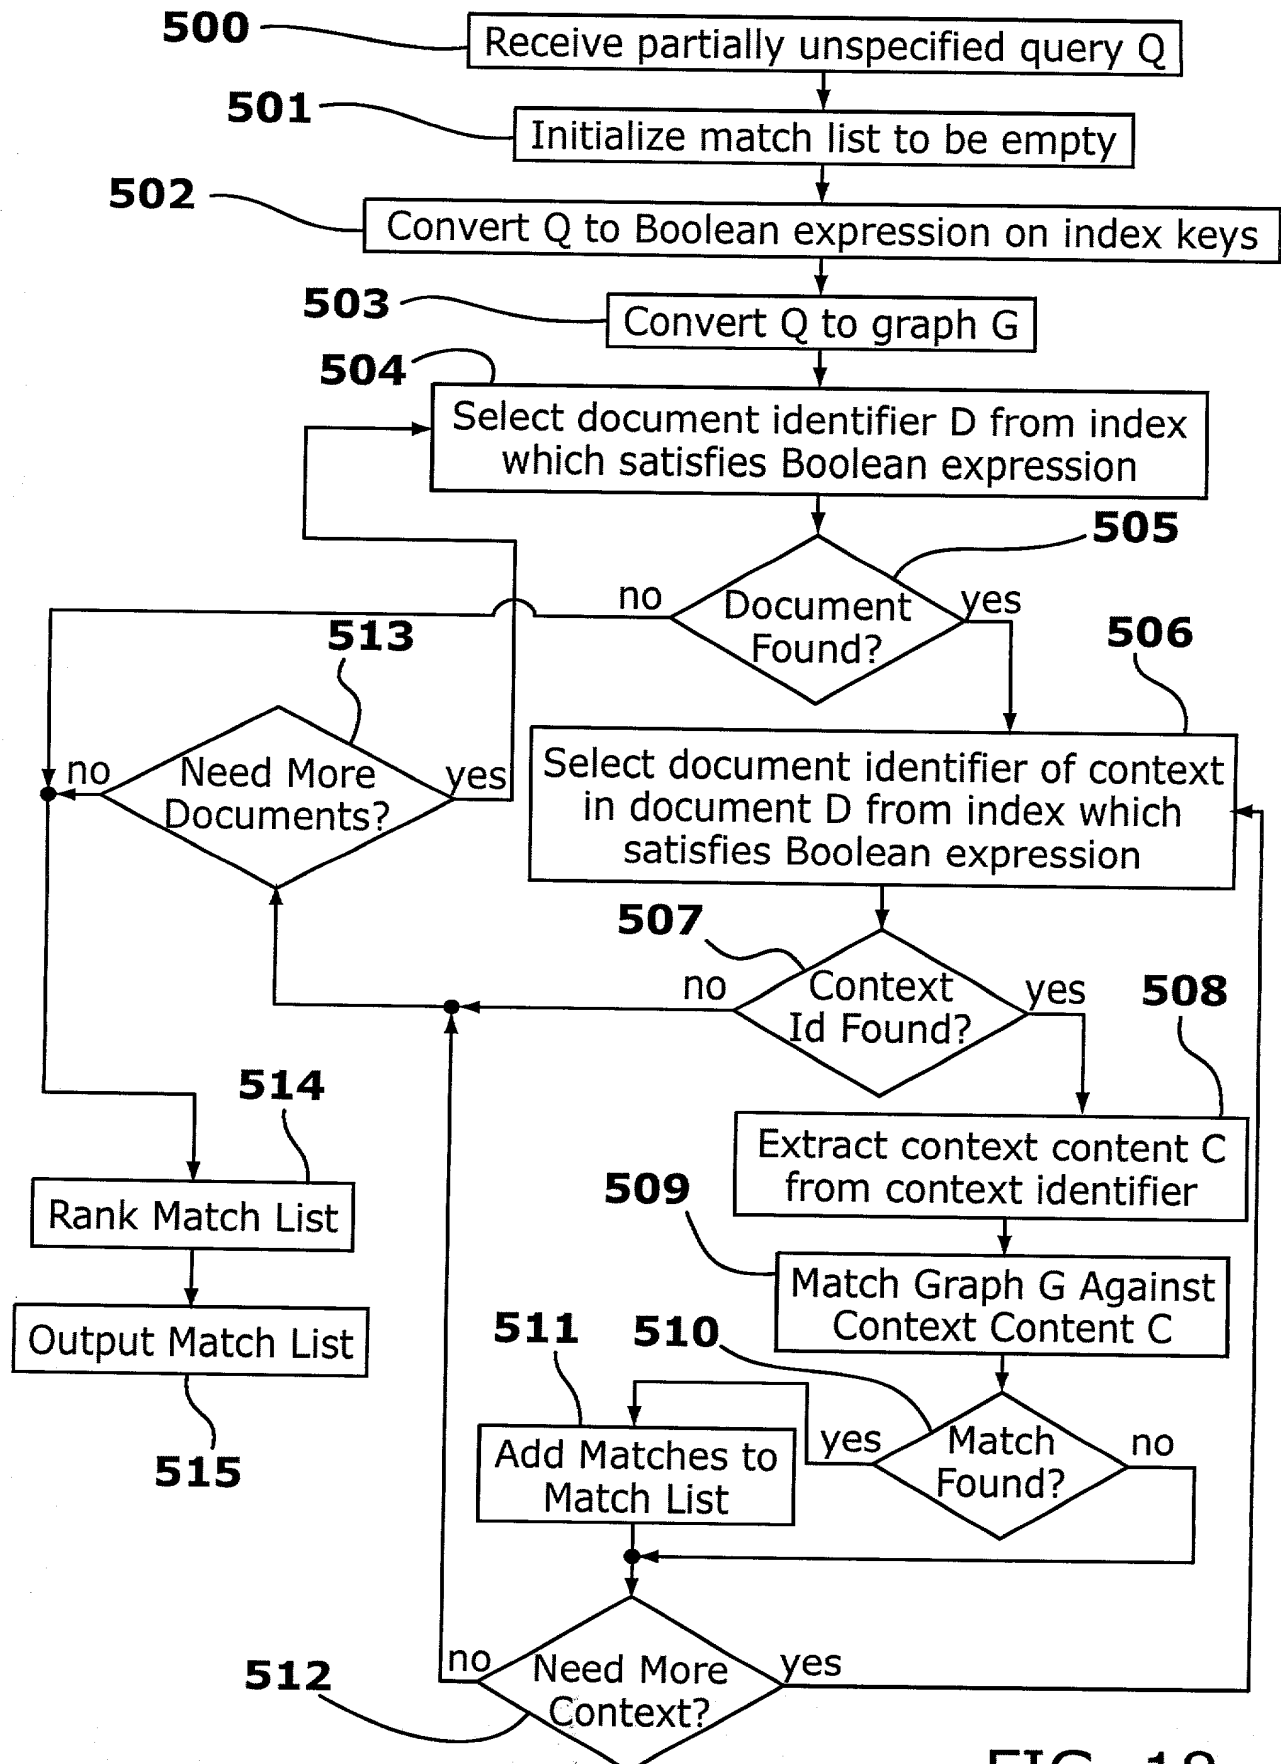 500
Receive partially unspecified query Q
501
Initialize match list to be empty
502
Convert Q to Boolean expression on index keys
503
Convert Q to graph G
504
Select document identifier D from index
which satisfies Boolean expression
505
no
Document
Found?
yes
506
513
no
Need More
Documents?
yes
Select document identifier of context
in document D from index which
satisfies Boolean expression
507
no
Context
Id Found?
yes
508
514
Extract context content C
from context identifier
509
Rank Match List
Match Graph G Against
Context Content C
Output Match List
511
510
515
Add Matches to
Match List
yes
Match
Found?
no
512
no
Need More
Context?
yes